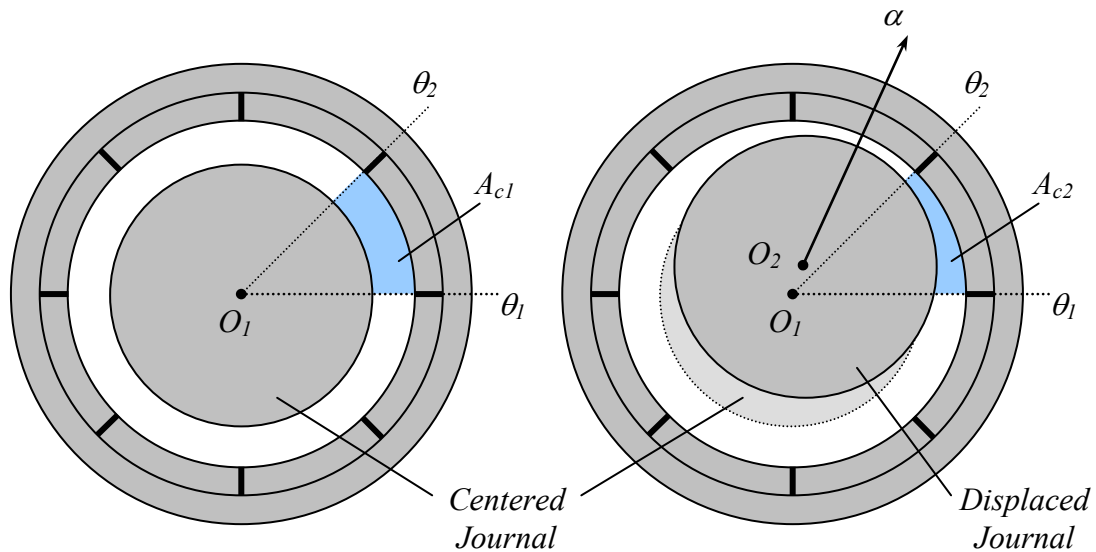 α
θ2
θ2
Ac1
Ac2
O2
θ1
θ1
O1
O1
Centered
Journal
Displaced
Journal